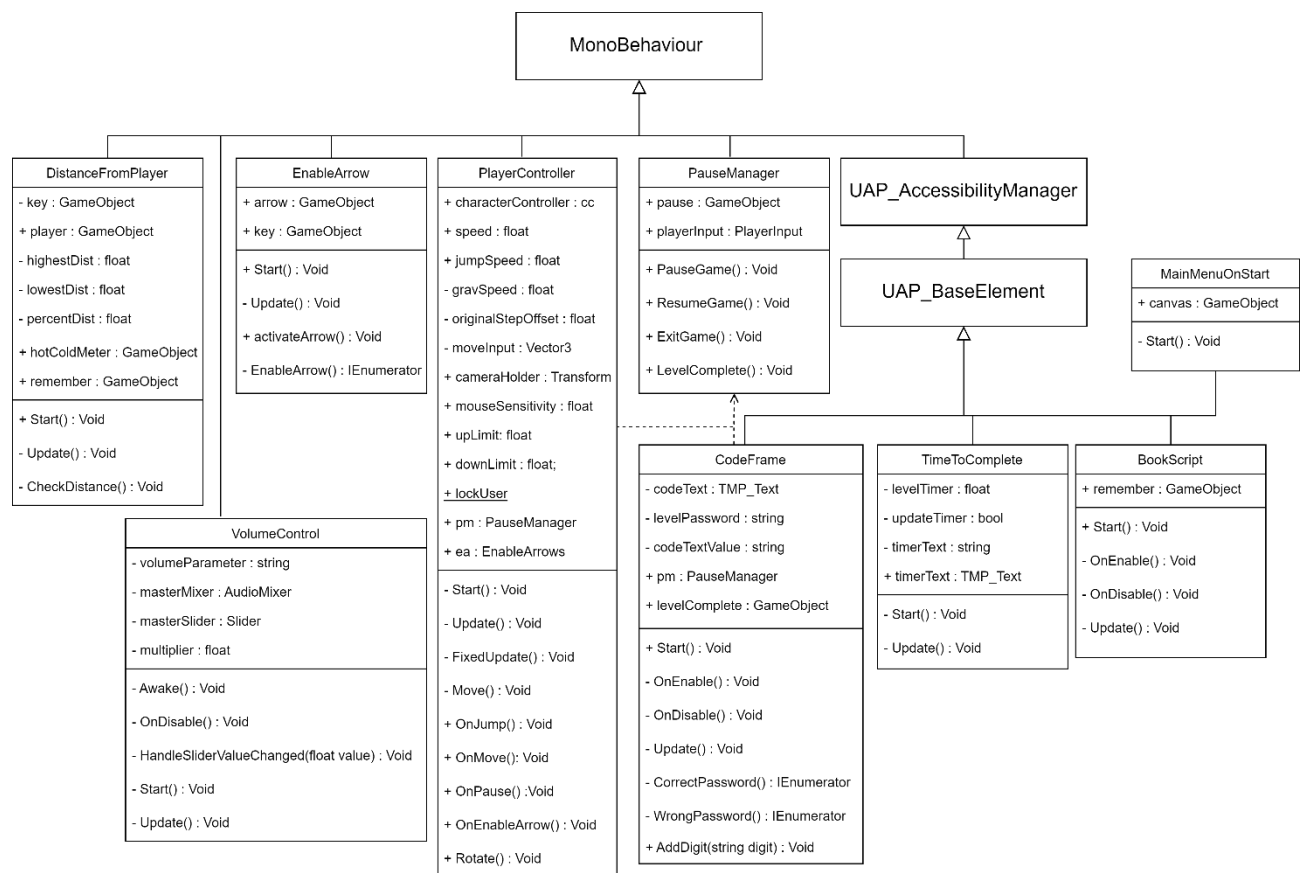 MonoBehaviour
DistanceFromPlayer
- key : GameObject
+ player : GameObject
- highestDist : float
- lowestDist : float
- percentDist : float
+ hotColdMeter : GameObject
+ remember : GameObject
+ Start() : Void
- Update() : Void
- CheckDistance() : Void
EnableArrow
+ arrow : GameObject
+ key : GameObject
+ Start() : Void
- Update() : Void
+ activateArrow() : Void
- EnableArrow() : IEnumerator
PlayerController
+ characterController : cc
+ speed : float
+ jumpSpeed : float
- gravSpeed : float
- originalStepOffset : float
- moveInput : Vector3
+ cameraHolder : Transform
+ mouseSensitivity : float
+ upLimit: float
+ downLimit : float;
+ lockUser
+ pm : PauseManager
+ ea : EnableArrows
- Start() : Void
- Update() : Void
- FixedUpdate() : Void
- Move() : Void
+ OnJump() : Void
+ OnMove(): Void
+ OnPause() :Void
+ OnEnableArrow() : Void
+ Rotate() : Void
PauseManager
+ pause : GameObject
+ playerInput : PlayerInput
+ PauseGame() : Void
+ ResumeGame() : Void
+ ExitGame() : Void
+ LevelComplete() : Void
UAP_AccessibilityManager
UAP_BaseElement
MainMenuOnStart
+ canvas : GameObject
- Start() : Void
VolumeControl
- volumeParameter : string
- masterMixer : AudioMixer
- masterSlider : Slider
- multiplier : float
- Awake() : Void
- OnDisable() : Void
- HandleSliderValueChanged(float value) : Void
- Start() : Void
- Update() : Void
CodeFrame
- codeText : TMP_Text
- levelPassword : string
- codeTextValue : string
+ pm : PauseManager
+ levelComplete : GameObject
+ Start() : Void
- OnEnable() : Void
- OnDisable() : Void
- Update() : Void
- CorrectPassword() : IEnumerator
- WrongPassword() : IEnumerator
+ AddDigit(string digit) : Void
TimeToComplete
- levelTimer : float
- updateTimer : bool
- timerText : string
+ timerText : TMP_Text
- Start() : Void
- Update() : Void
BookScript
+ remember : GameObject
+ Start() : Void
- OnEnable() : Void
- OnDisable() : Void
- Update() : Void